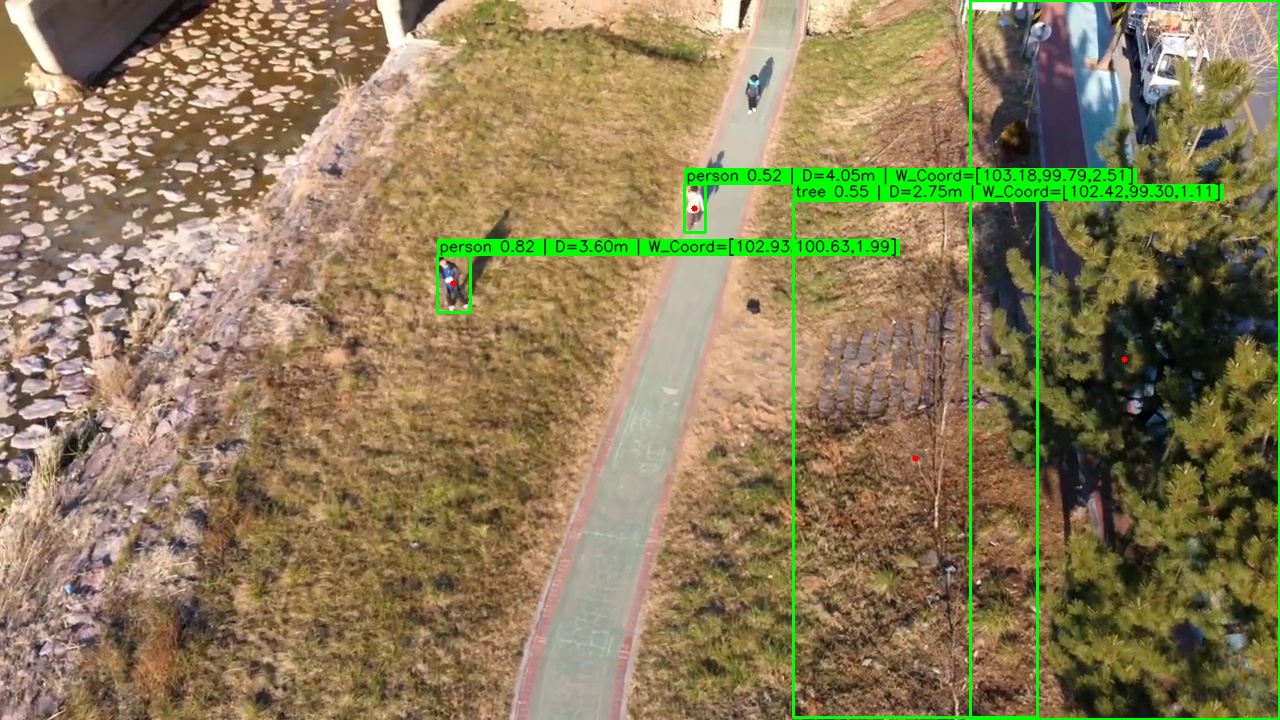 person 0.52 | D=4.05m | W_Coord=[103.18,99.79,2.51]
tree 0.55 | D=2.75m | W_Coord=[102.42,99.30,1.11]
person 0.82 | D=3.60m | W_Coord=[102.93,100.63,1.99]